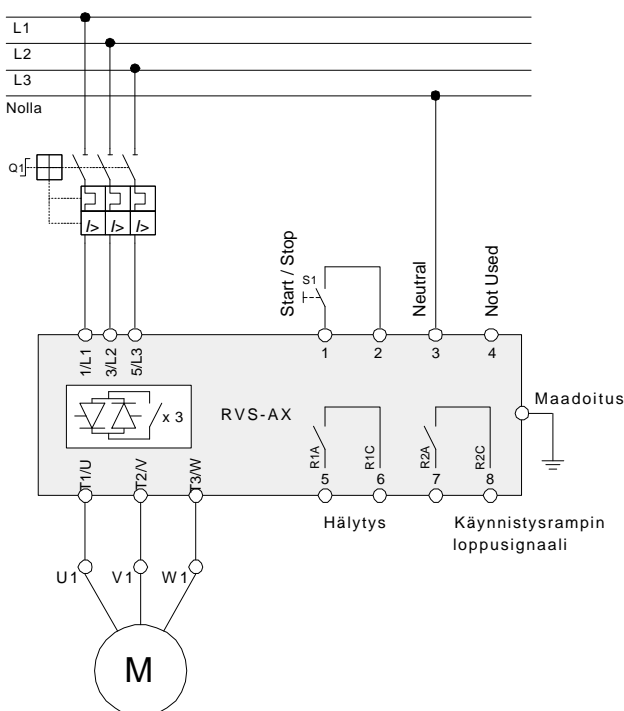 L1
L2
L3
Nolla
Q1
I> I> I>
Start / Stop
S1
Neutral
Not Used
1/L1 3/L2 5/L3
1 2 3 4
x 3
RVS-AX
Maadoitus
R1A R1C R2A R2C
T1/U T2/V T3/W
5 6 7 8
Hälytys
Käynnistysrampin
loppusignaali
U1 V1 W1
M